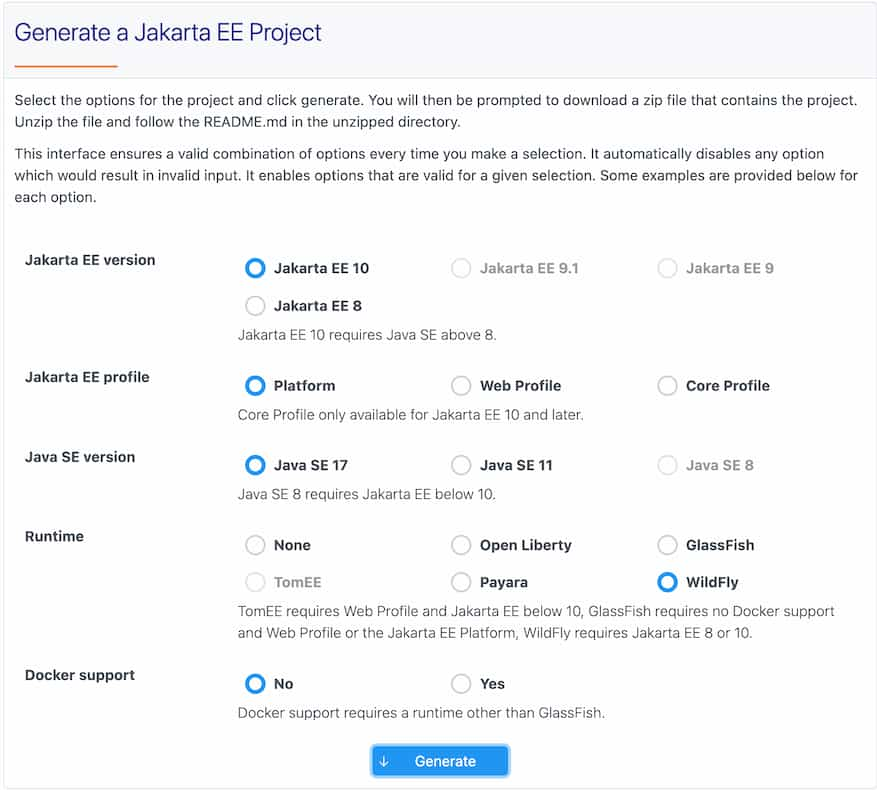 Generate a Jakarta EE Project
Select the options for the project and click generate. You will then be prompted to download a zip file that contains the project.
Unzip the file and follow the README.md in the unzipped directory.
This interface ensures a valid combination of options every time you make a selection. It automatically disables any option
which would result in invalid input. It enables options that are valid for a given selection. Some examples are provided below for
each option.
Jakarta EE version
Jakarta EE 10 Jakarta EE 9.1 Jakarta EE 9
Jakarta EE 8
Jakarta EE 10 requires Java SE above 8.
Jakarta EE profile
Platform Web Profile Core Profile
Core Profile only available for Jakarta EE 10 and later.
Java SE version
Java SE 17 Java SE 11 Java SE 8
Java SE 8 requires Jakarta EE below 10.
Runtime
None Open Liberty GlassFish
TomEE Payara WildFly
TomEE requires Web Profile and Jakarta EE below 10, GlassFish requires no Docker support
and Web Profile or the Jakarta EE Platform, WildFly requires Jakarta EE 8 or 10.
Docker support
No Yes
Docker support requires a runtime other than GlassFish.
Generate